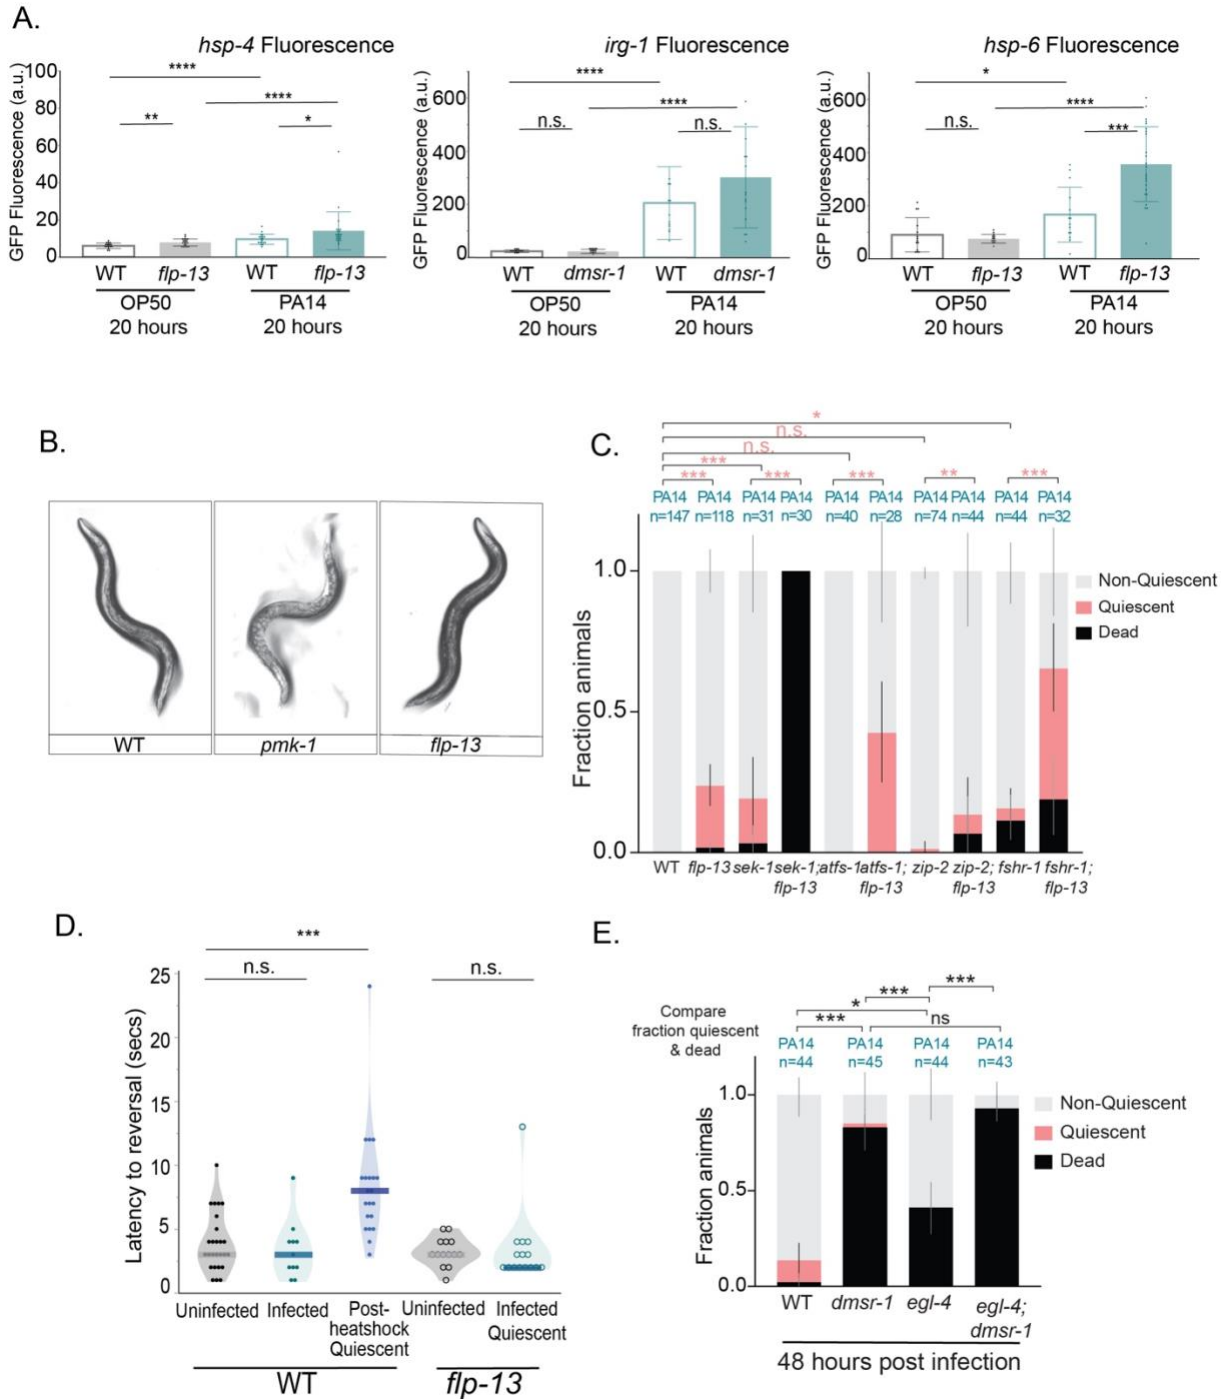 A.
hsp-4 Fluorescence
GFP Fluorescence (a.u.)
100
80
60
40
20
0
****
****
**
*
WT flp-13 WT flp-13
OP50 PA14
20 hours 20 hours
irg-1 Fluorescence
GFP Fluorescence (a.u.)
600
400
200
0
****
****
n.s. n.s.
WT dmsr-1 WT dmsr-1
OP50 PA14
20 hours 20 hours
hsp-6 Fluorescence
GFP Fluorescence (a.u.)
600
400
200
0
*
****
n.s. ***
WT flp-13 WT flp-13
OP50 PA14
20 hours 20 hours
B.
WT pmk-1 flp-13
C.
*
n.s.
n.s.
***
*** *** *** ** ***
PA14 PA14 PA14 PA14 PA14 PA14 PA14 PA14 PA14 PA14
n=147 n=118 n=31 n=30 n=40 n=28 n=74 n=44 n=44 n=32
Fraction animals
1.0
0.5
0.0
Non-Quiescent
Quiescent
Dead
WT flp-13 sek-1 sek-1; atfs-1 atfs-1; zip-2 zip-2; fshr-1 fshr-1;
flp-13 flp-13 flp-13 flp-13
D.
***
n.s. n.s.
Latency to reversal (secs)
25
20
15
10
5
0
Uninfected Infected Post- Uninfected Infected
heatshock Quiescent
Quiescent
WT flp-13
E.
Compare
fraction quiescent
& dead
***
***
*
*** ns
PA14 PA14 PA14 PA14
n=44 n=45 n=44 n=43
Fraction animals
1.0
0.5
0.0
Non-Quiescent
Quiescent
Dead
WT dmsr-1 egl-4 egl-4;
dmsr-1
48 hours post infection